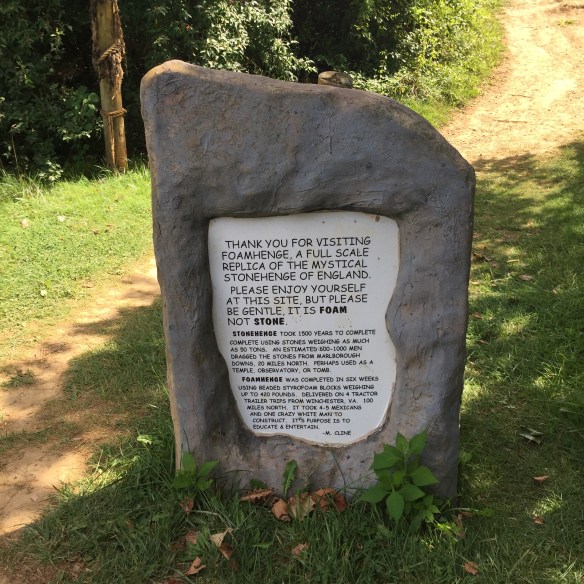 THANK YOU FOR VISITING
FOAMHENGE, A FULL SCALE
REPLICA OF THE MYSTICAL
STONEHENGE OF ENGLAND.
PLEASE ENJOY YOURSELF
AT THIS SITE, BUT PLEASE
BE GENTLE, IT IS FOAM
NOT STONE.
STONEHENGE TOOK 1500 YEARS TO COMPLETE
COMPLETE USING STONES WEIGHING AS MUCH
AS 50 TONS. AN ESTIMATED 600-1000 MEN
DRAGGED THE STONES FROM MARLBOROUGH
DOWNS, 20 MILES NORTH. PERHAPS USED AS A
TEMPLE, OBSERVATORY, OR TOMB.
FOAMHENGE WAS COMPLETED IN SIX WEEKS
USING BEADED STYROFOAM BLOCKS WEIGHING
UP TO 420 POUNDS. DELIVERED ON 4 TRACTOR
TRAILER TRIPS FROM WINCHESTER, VA. 100
MILES NORTH. IT TOOK 4-5 MEXICANS
AND ONE CRAZY WHITE MAN TO
CONSTRUCT. IT'S PURPOSE IS TO
EDUCATE & ENTERTAIN.
-M. CLINE